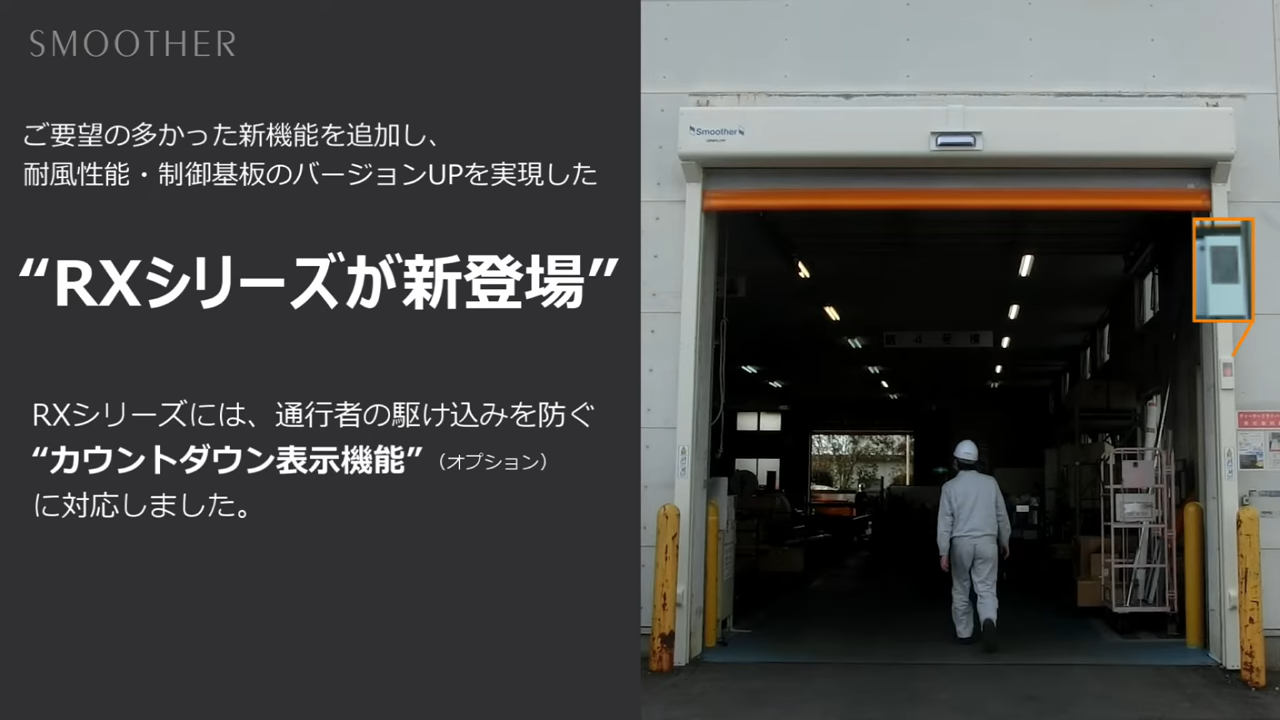 SMOOTHER
ご要望の多かった新機能を追加し、
耐風性能・制御基板のバージョンUPを実現した
“RXシリーズが新登場”
RXシリーズには、通行者の駆け込みを防ぐ
“カウントダウン表示機能”（オプション）
に対応しました。
Smoother
第4号棟